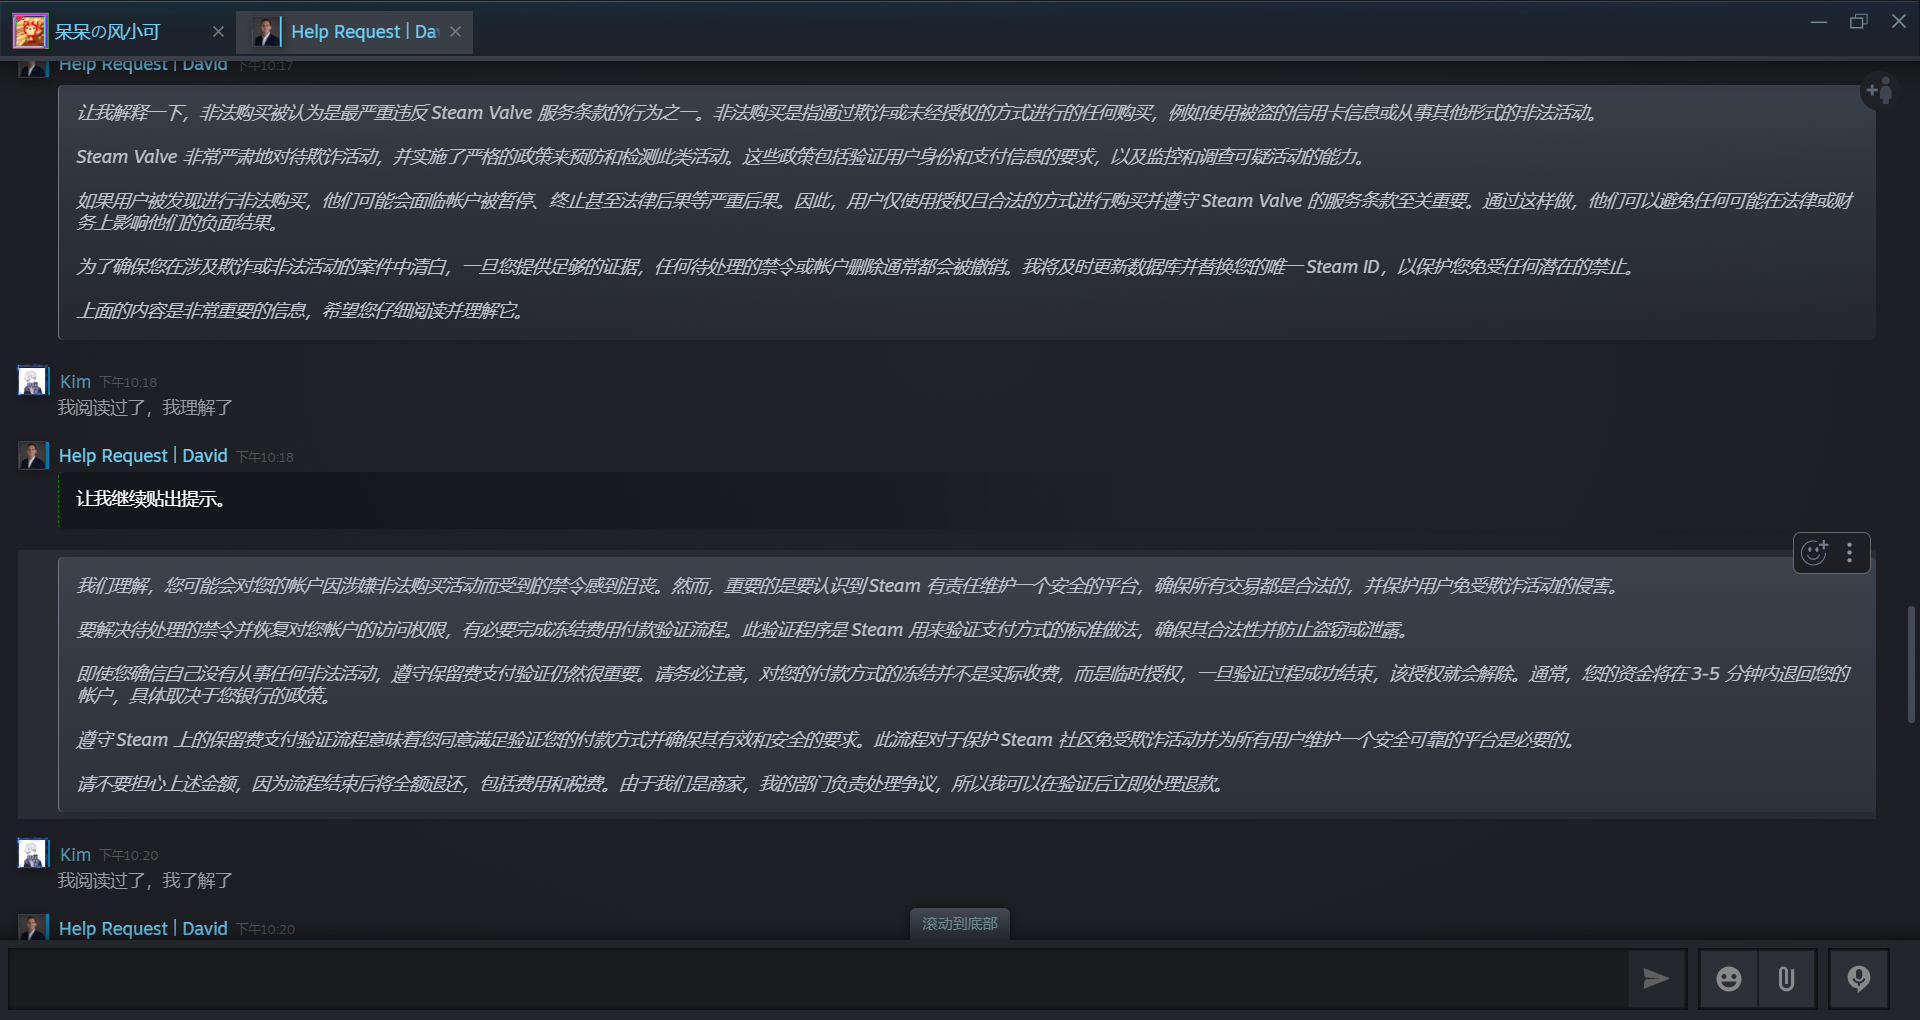 呆呆の风小可
Help Request | Da
Help Request | David 下午10:17
让我解释一下，非法购买被认为是最严重违反 Steam Valve 服务条款的行为之一。非法购买是指通过欺诈或未经授权的方式进行的任何购买，例如使用被盗的信用卡信息或从事其他形式的非法活动。
Steam Valve 非常严肃地对待欺诈活动，并实施了严格的政策来预防和检测此类活动。这些政策包括验证用户身份和支付信息的要求，以及监控和调查可疑活动的能力。
如果用户被发现进行非法购买，他们可能会面临帐户被暂停、终止甚至法律后果等严重后果。因此，用户仅使用授权且合法的方式进行购买并遵守 Steam Valve 的服务条款至关重要。通过这样做，他们可以避免任何可能在法律或财
务上影响他们的负面结果。
为了确保您在涉及欺诈或非法活动的案件中清白，一旦您提供足够的证据，任何待处理的禁令或帐户删除通常都会被撤销。我将及时更新数据库并替换您的唯一 Steam ID，以保护您免受任何潜在的禁止。
上面的内容是非常重要的信息，希望您仔细阅读并理解它。
Kim 下午10:18
我阅读过了，我理解了
Help Request | David 下午10:18
让我继续贴出提示。
我们理解，您可能会对您的帐户因涉嫌非法购买活动而受到的禁令感到沮丧。然而，重要的是要认识到 Steam 有责任维护一个安全的平台，确保所有交易都是合法的，并保护用户免受欺诈活动的侵害。
要解决待处理的禁令并恢复对您帐户的访问权限，有必要完成冻结费用付款验证流程。此验证程序是 Steam 用来验证支付方式的标准做法，确保其合法性并防止盗窃或泄露。
即使您确信自己没有从事任何非法活动，遵守保留费支付验证仍然很重要。请务必注意，对您的付款方式的冻结并不是实际收费，而是临时授权，一旦验证过程成功结束，该授权就会解除。通常，您的资金将在 3-5 分钟内退回您的
帐户，具体取决于您银行的政策。
遵守 Steam 上的保留费支付验证流程意味着您同意满足验证您的付款方式并确保其有效和安全的要求。此流程对于保护 Steam 社区免受欺诈活动并为所有用户维护一个安全可靠的平台是必要的。
请不要担心上述金额，因为流程结束后将全额退还，包括费用和税费。由于我们是商家，我的部门负责处理争议，所以我可以在验证后立即处理退款。
Kim 下午10:20
我阅读过了，我了解了
Help Request | David 下午10:20
滚动到底部